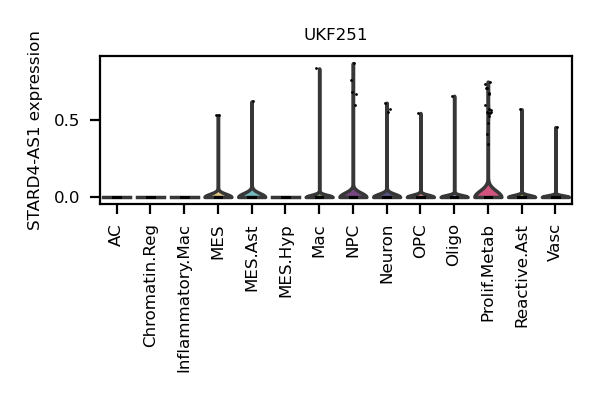 UKF251
STARD4-AS1 expression
0.5
0.0
AC
Chromatin.Reg
Inflammatory.Mac
MES
MES.Ast
MES.Hyp
Mac
NPC
Neuron
OPC
Oligo
Prolif.Metab
Reactive.Ast
Vasc